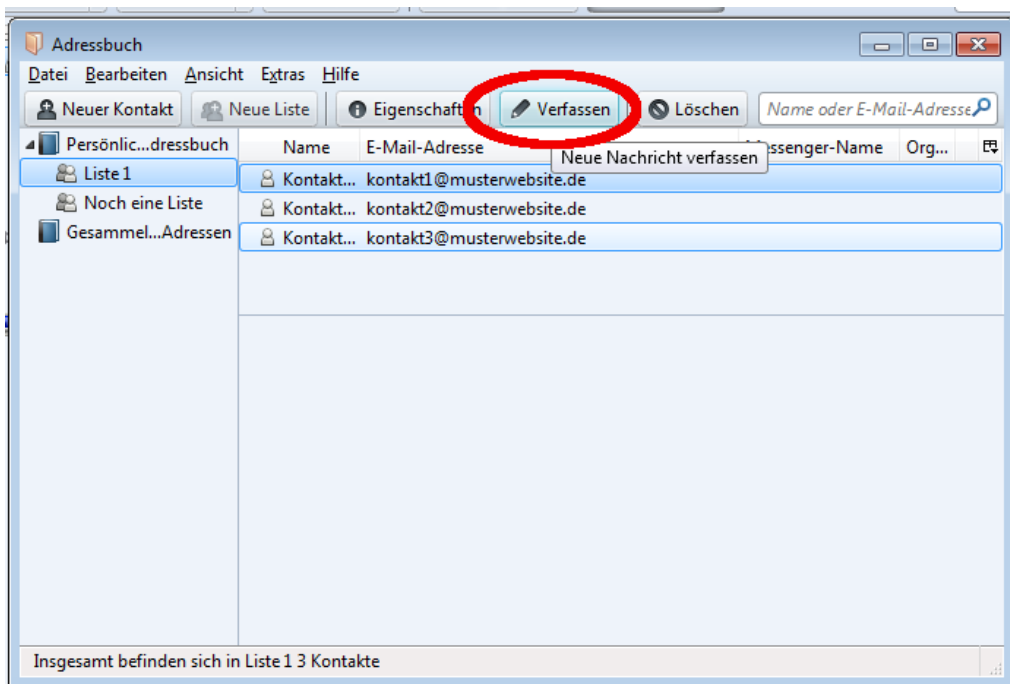 Adressbuch
Datei Bearbeiten Ansicht Extras Hilfe
Neuer Kontakt Neue Liste Eigenschaften Verfassen Löschen Name oder E-Mail-Adresse
Persönlic...dressbuch Name E-Mail-Adresse Messenger-Name Org...
Neue Nachricht verfassen
Liste 1 Kontakt... kontakt1@musterwebsite.de
Noch eine Liste Kontakt... kontakt2@musterwebsite.de
Gesammel...Adressen Kontakt... kontakt3@musterwebsite.de
Insgesamt befinden sich in Liste 1 3 Kontakte